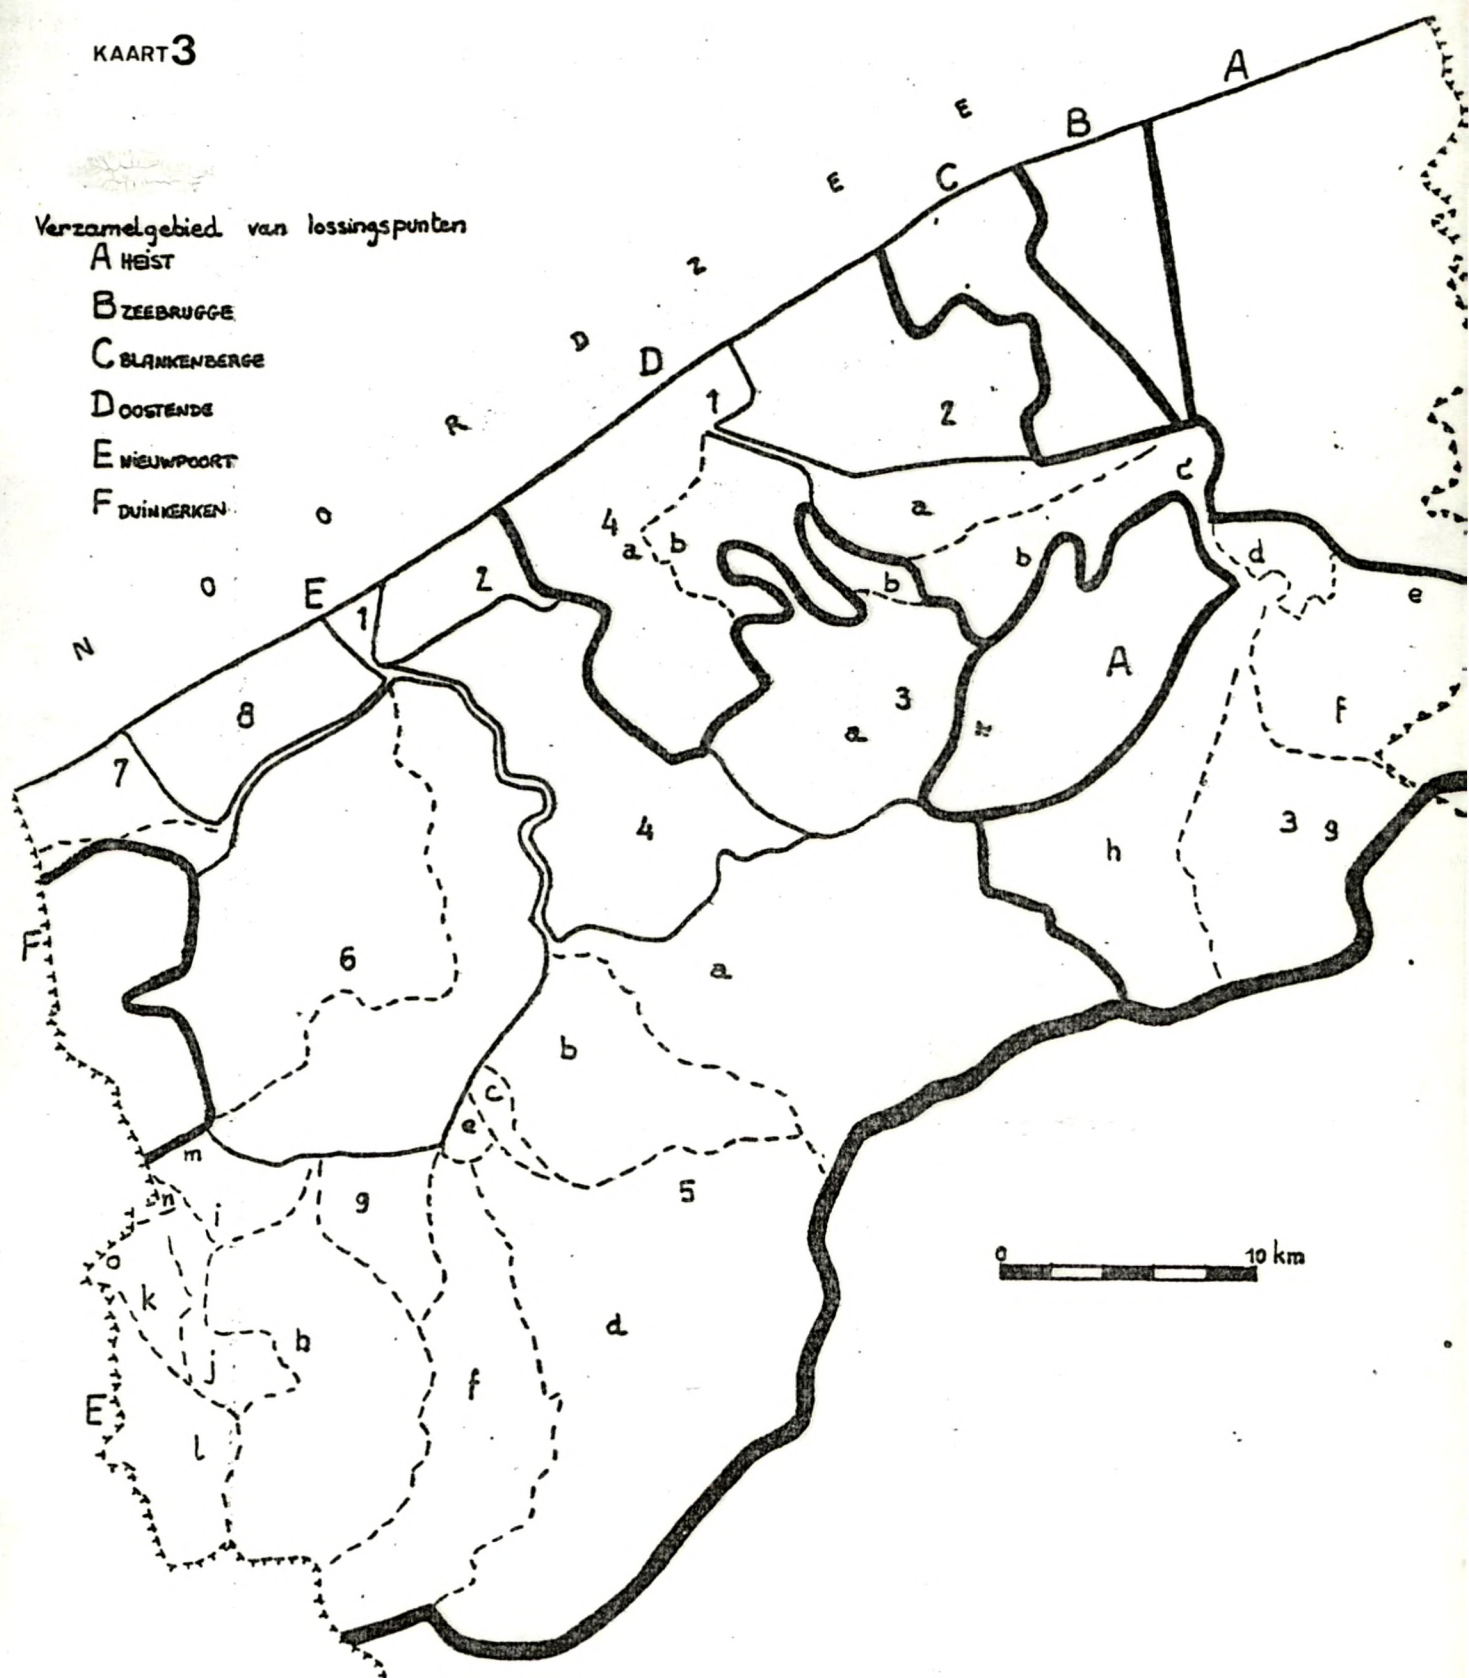 KAART 3
Verzamelgebied van lossingspunten
A HEIST
B ZEEBRUGGE
C BLANKENBERGE
D OOSTENDE
E NIEUWPOORT
F DUINKERKEN
NOORDZEE
A
B
C
D
E
1
2
c
4
a
b
a
b
b
d
e
2
1
A
3
a
f
8
7
4
3 g
h
F
6
a
b
c
e
m
n
i
g
5
o
k
j
b
d
f
E
l
0 10 km